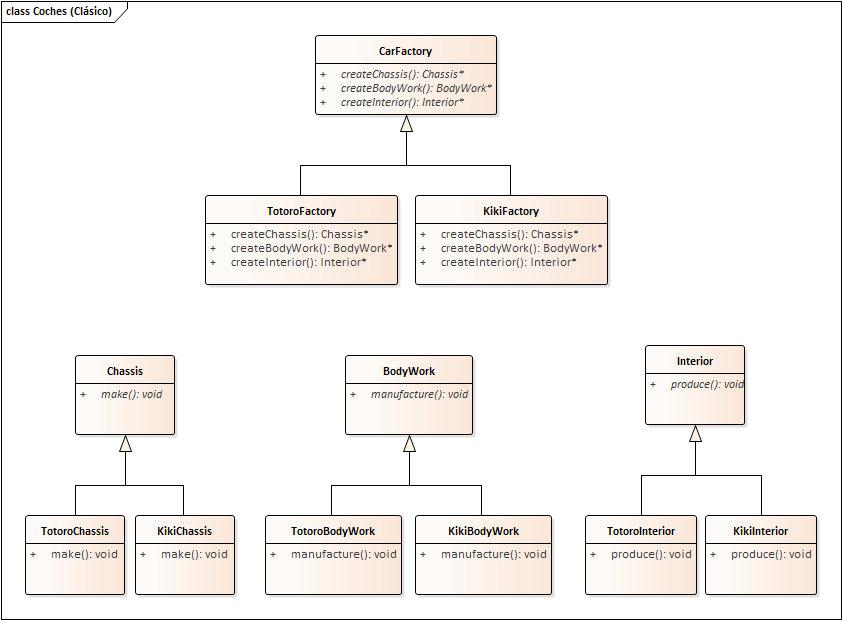 class Coches (Clásico)
CarFactory
+ createChassis(): Chassis*
+ createBodyWork(): BodyWork*
+ createInterior(): Interior*
TotoroFactory
+ createChassis(): Chassis*
+ createBodyWork(): BodyWork*
+ createInterior(): Interior*
KikiFactory
+ createChassis(): Chassis*
+ createBodyWork(): BodyWork*
+ createInterior(): Interior*
Chassis
+ make(): void
BodyWork
+ manufacture(): void
Interior
+ produce(): void
TotoroChassis
+ make(): void
KikiChassis
+ make(): void
TotoroBodyWork
+ manufacture(): void
KikiBodyWork
+ manufacture(): void
TotoroInterior
+ produce(): void
KikiInterior
+ produce(): void